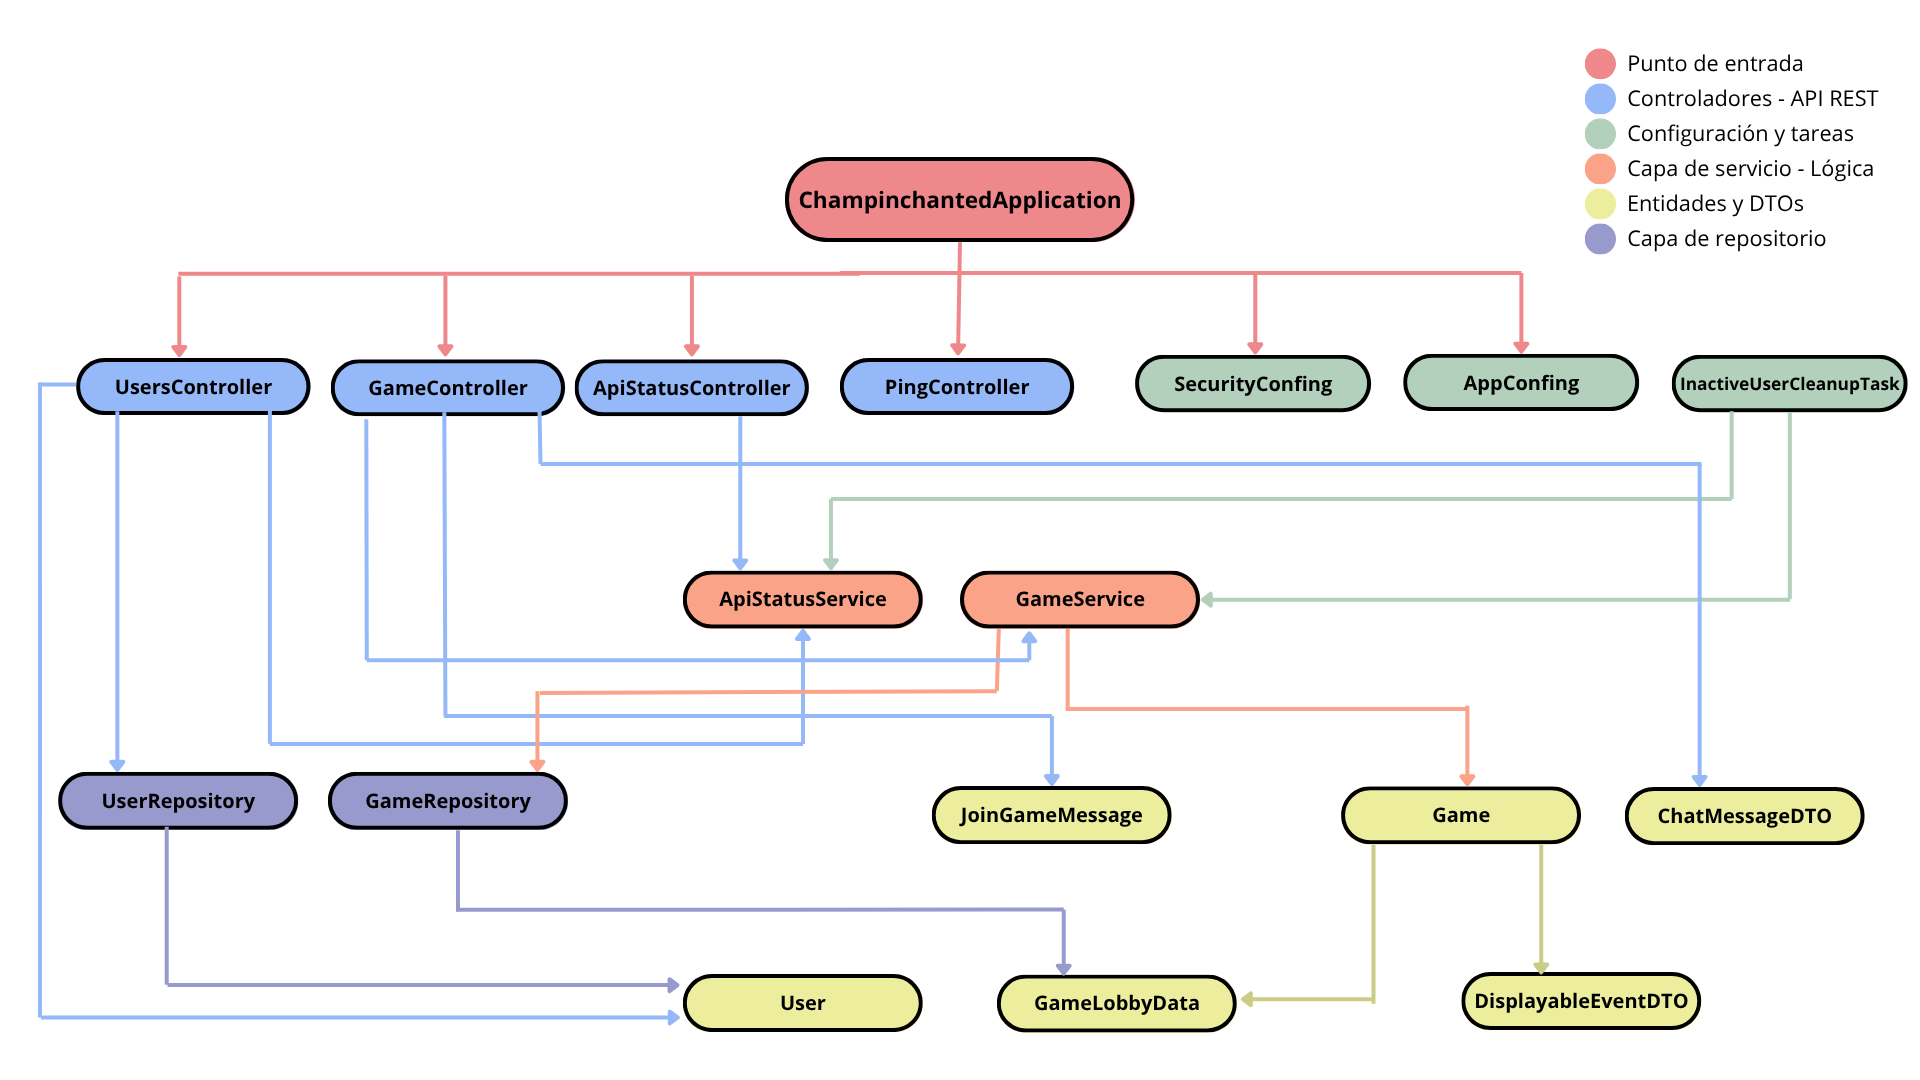 Punto de entrada
Controladores - API REST
Configuración y tareas
Capa de servicio - Lógica
Entidades y DTOs
Capa de repositorio
ChampinchantedApplication
UsersController
GameController
ApiStatusController
PingController
SecurityConfing
AppConfing
InactiveUserCleanupTask
ApiStatusService
GameService
UserRepository
GameRepository
JoinGameMessage
Game
ChatMessageDTO
User
GameLobbyData
DisplayableEventDTO